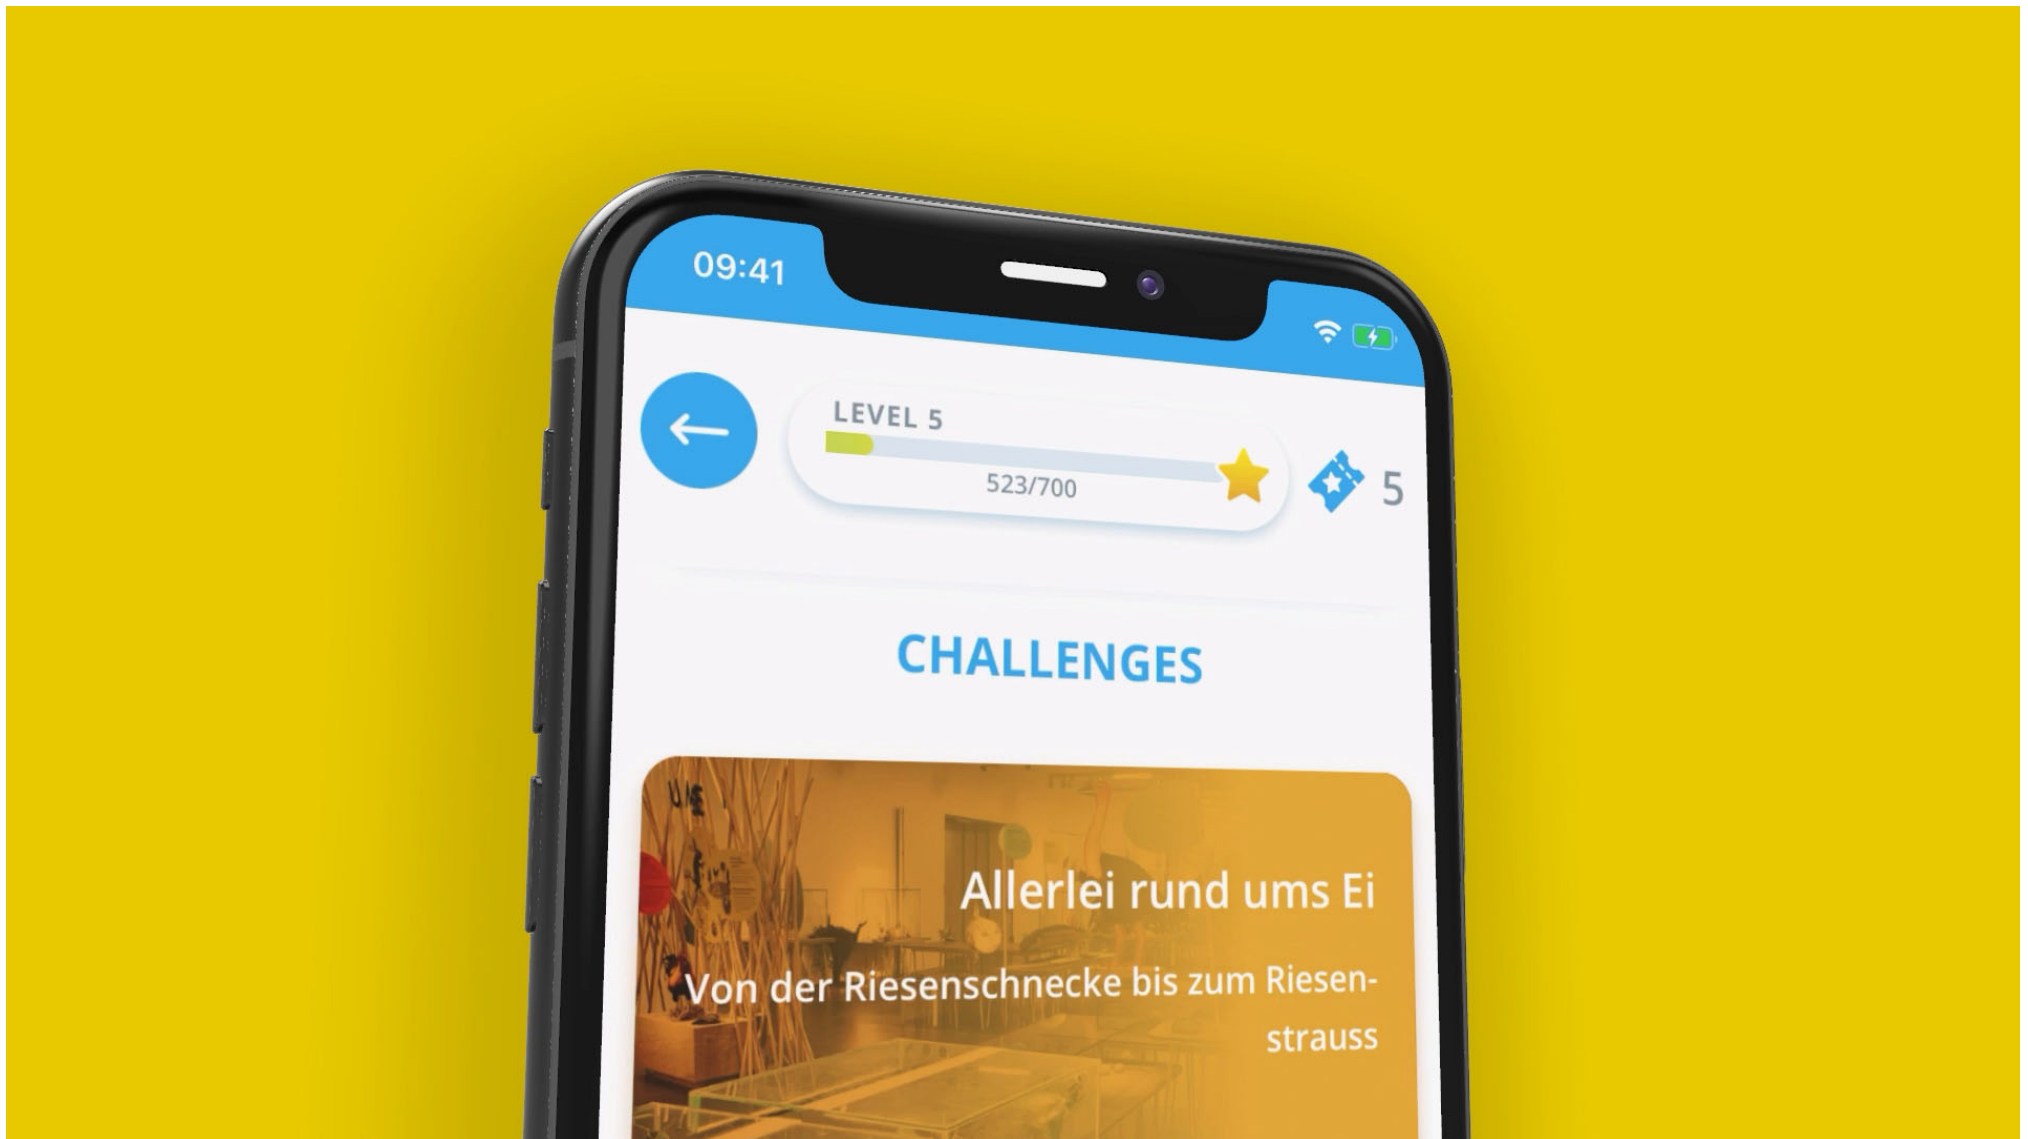 09:41
LEVEL 5
523/700
5
CHALLENGES
Allerlei rund ums Ei
Von der Riesenschnecke bis zum Riesen-
strauss